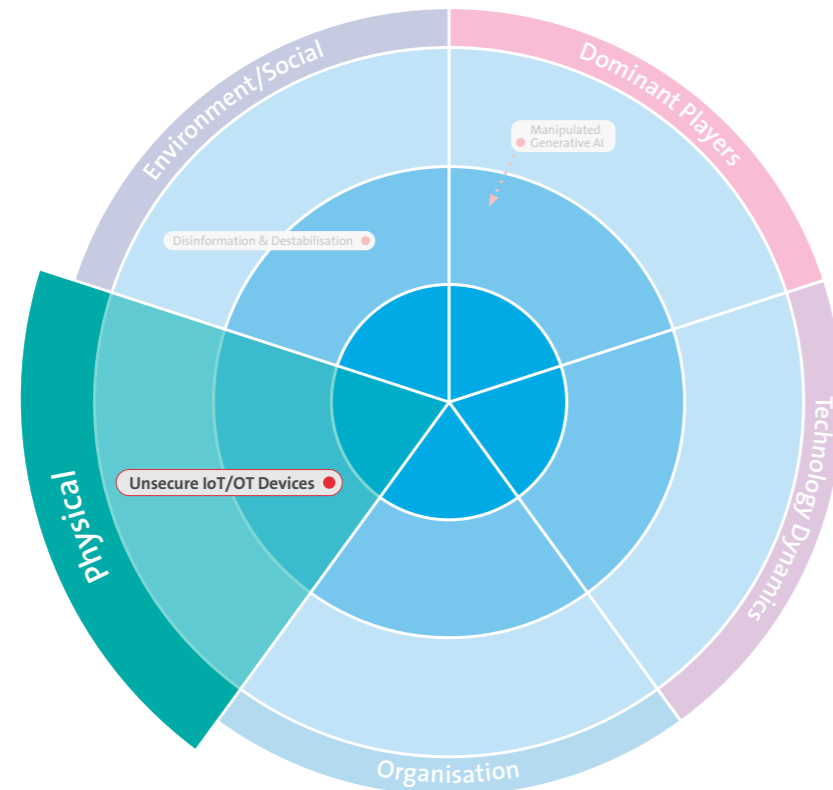 Environment/Social
Dominant Players
Manipulated
Generative AI
Disinformation & Destabilisation
Unsecure IoT/OT Devices
Physical
Technology Dynamics
Organisation